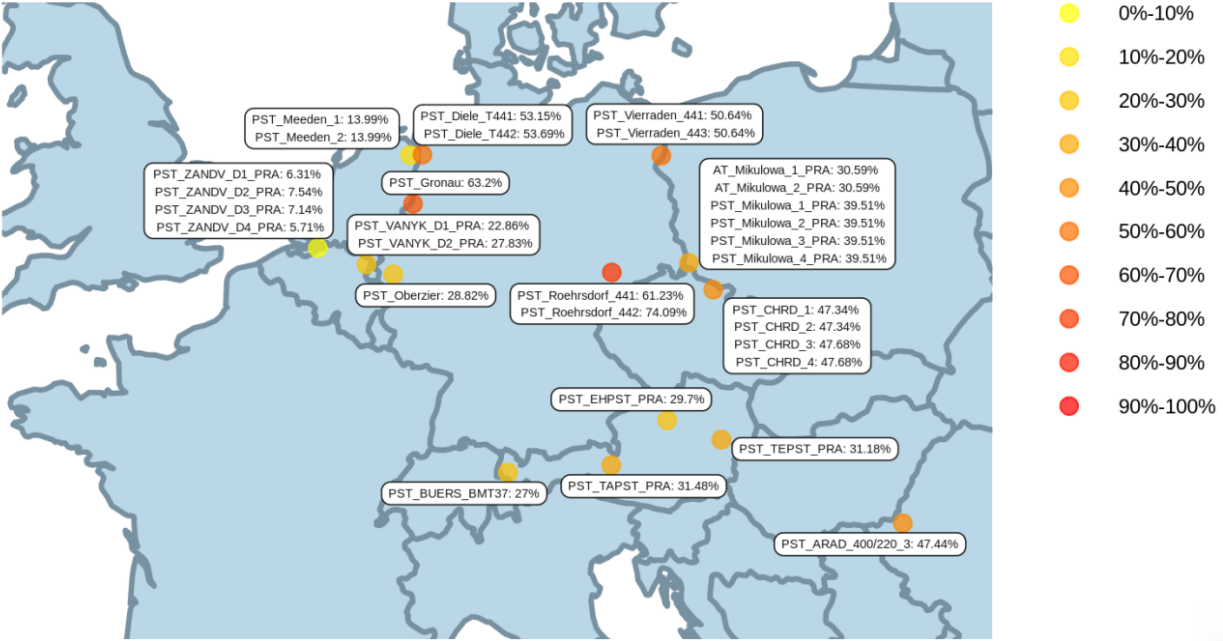 PST_Meeden_1: 13.99%
PST_Meeden_2: 13.99%
PST_Diele_T441: 53.15%
PST_Diele_T442: 53.69%
PST_Vierraden_441: 50.64%
PST_Vierraden_443: 50.64%
PST_ZANDV_D1_PRA: 6.31%
PST_ZANDV_D2_PRA: 7.54%
PST_ZANDV_D3_PRA: 7.14%
PST_ZANDV_D4_PRA: 5.71%
PST_Gronau: 63.2%
AT_Mikulowa_1_PRA: 30.59%
AT_Mikulowa_2_PRA: 30.59%
PST_Mikulowa_1_PRA: 39.51%
PST_Mikulowa_2_PRA: 39.51%
PST_Mikulowa_3_PRA: 39.51%
PST_Mikulowa_4_PRA: 39.51%
PST_VANYK_D1_PRA: 22.86%
PST_VANYK_D2_PRA: 27.83%
PST_Oberzier: 28.82%
PST_Roehrsdorf_441: 61.23%
PST_Roehrsdorf_442: 74.09%
PST_CHRD_1: 47.34%
PST_CHRD_2: 47.34%
PST_CHRD_3: 47.68%
PST_CHRD_4: 47.68%
PST_EHPST_PRA: 29.7%
PST_TEPST_PRA: 31.18%
PST_BUERS_BMT37: 27%
PST_TAPST_PRA: 31.48%
PST_ARAD_400/220_3: 47.44%
0%-10%
10%-20%
20%-30%
30%-40%
40%-50%
50%-60%
60%-70%
70%-80%
80%-90%
90%-100%